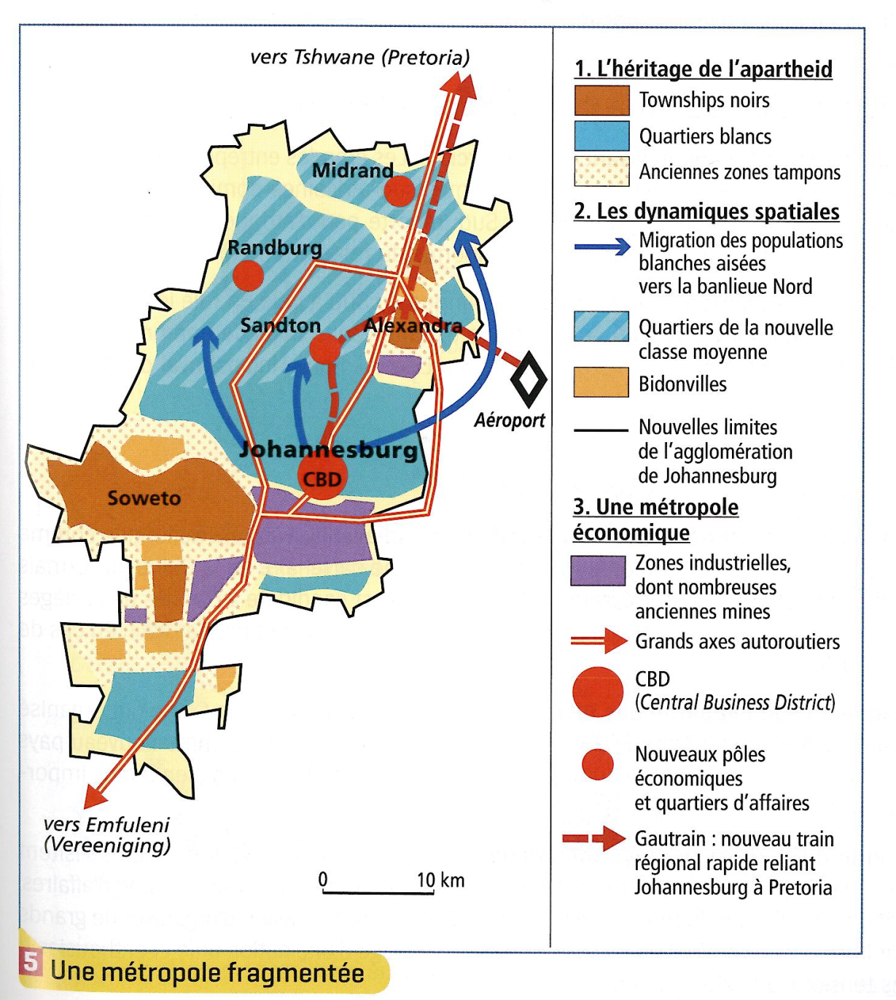 vers Tshwane (Pretoria)
Midrand
Randburg
Sandton
Alexandra
Aéroport
Johannesburg
CBD
Soweto
vers Emfuleni
(Vereeniging)
0 10 km
1. L'héritage de l'apartheid
Townships noirs
Quartiers blancs
Anciennes zones tampons
2. Les dynamiques spatiales
Migration des populations
blanches aisées
vers la banlieue Nord
Quartiers de la nouvelle
classe moyenne
Bidonvilles
Nouvelles limites
de l'agglomération
de Johannesburg
3. Une métropole
économique
Zones industrielles,
dont nombreuses
anciennes mines
Grands axes autoroutiers
CBD
(Central Business District)
Nouveaux pôles
économiques
et quartiers d'affaires
Gautrain : nouveau train
régional rapide reliant
Johannesburg à Pretoria
5 Une métropole fragmentée